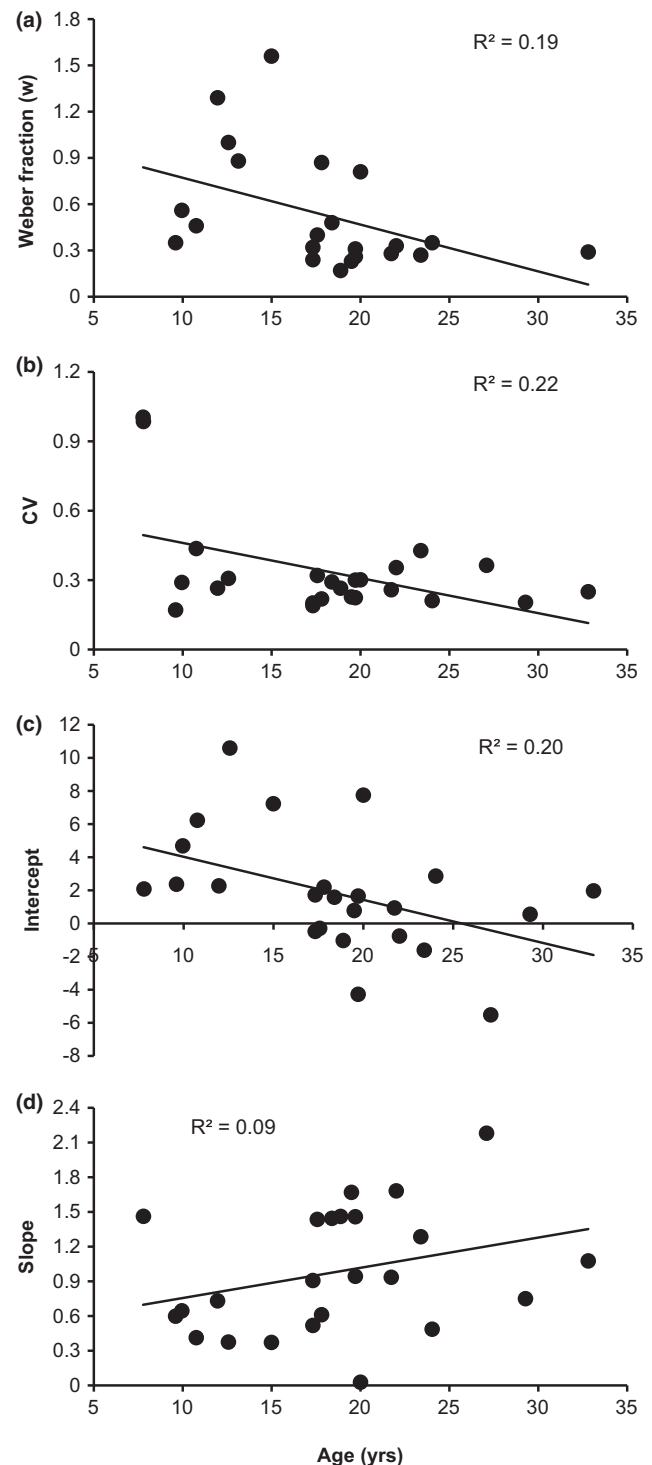 (a)
1.8
1.5
1.2
0.9
0.6
0.3
0
Weber fraction (w)
R² = 0.19
5 10 15 20 25 30 35
(b)
1.2
0.9
0.6
0.3
0
CV
R² = 0.22
5 10 15 20 25 30 35
(c)
12
10
8
6
4
2
0
-2
-4
-6
-8
Intercept
R² = 0.20
5 10 15 20 25 30 35
(d)
2.4
2.1
1.8
1.5
1.2
0.9
0.6
0.3
0
Slope
R² = 0.09
5 10 15 20 25 30 35
Age (yrs)